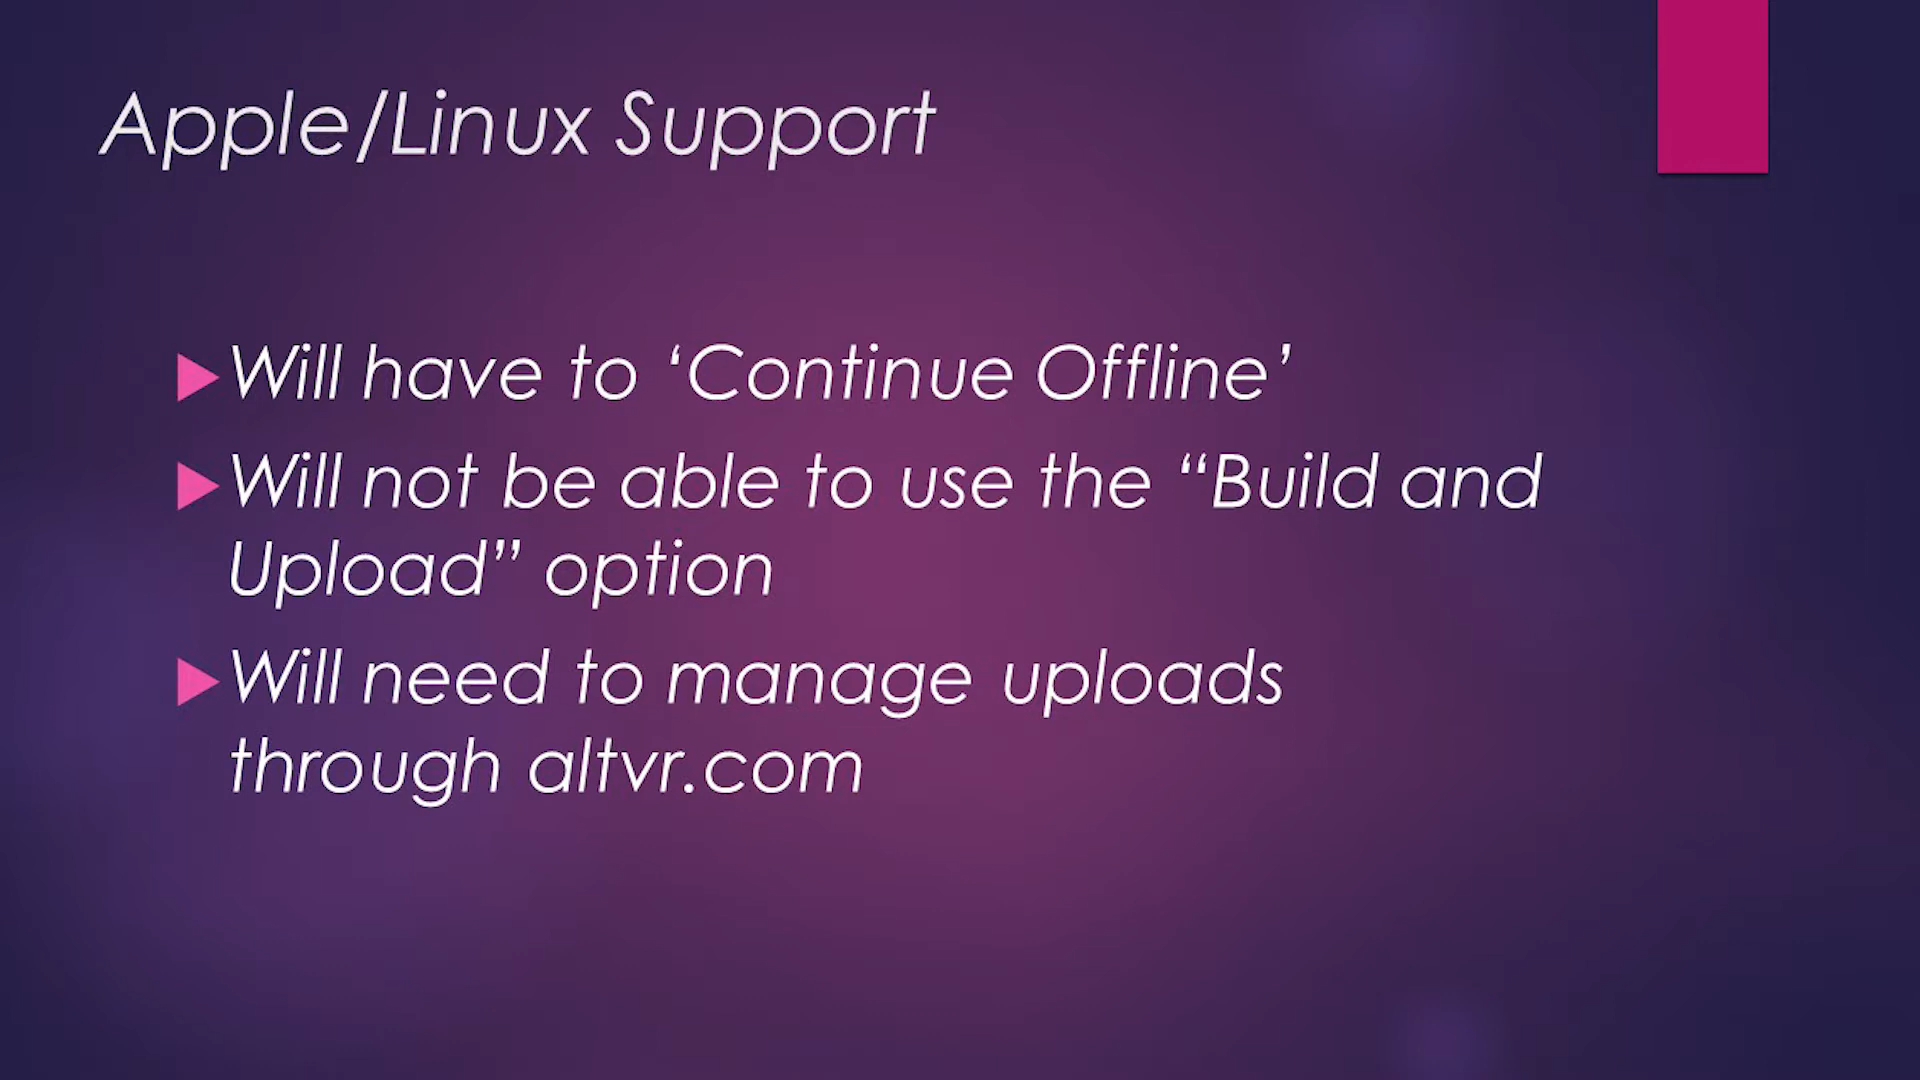 Apple/Linux Support
Will have to ‘Continue Offline’
Will not be able to use the “Build and
Upload” option
Will need to manage uploads
through altvr.com